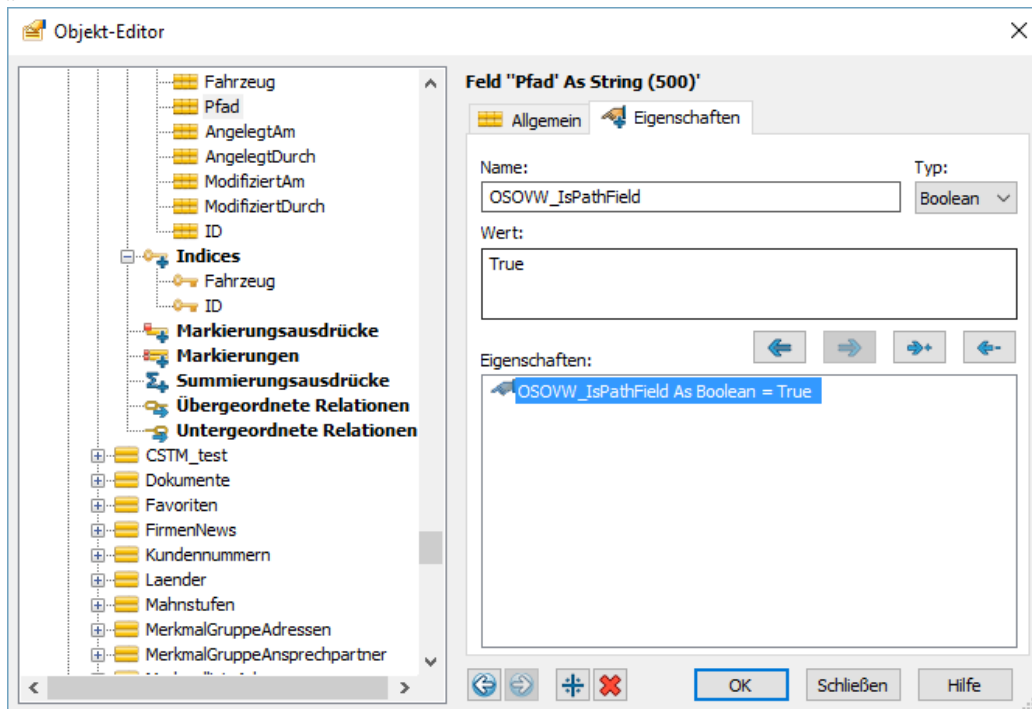 Objekt-Editor
Fahrzeug
Pfad
AngelegtAm
AngelegtDurch
ModifiziertAm
ModifiziertDurch
ID
Indices
Fahrzeug
ID
Markierungsausdrücke
Markierungen
Summierungsausdrücke
Übergeordnete Relationen
Untergeordnete Relationen
CSTM_test
Dokumente
Favoriten
FirmenNews
Kundennummern
Laender
Mahnstufen
MerkmalGruppeAdressen
MerkmalGruppeAnsprechpartner
Feld "Pfad' As String (500)'
Allgemein
Eigenschaften
Name:
Typ:
OSOVW_IsPathField
Boolean
Wert:
True
Eigenschaften:
OSOVW_IsPathField As Boolean = True
OK
Schließen
Hilfe